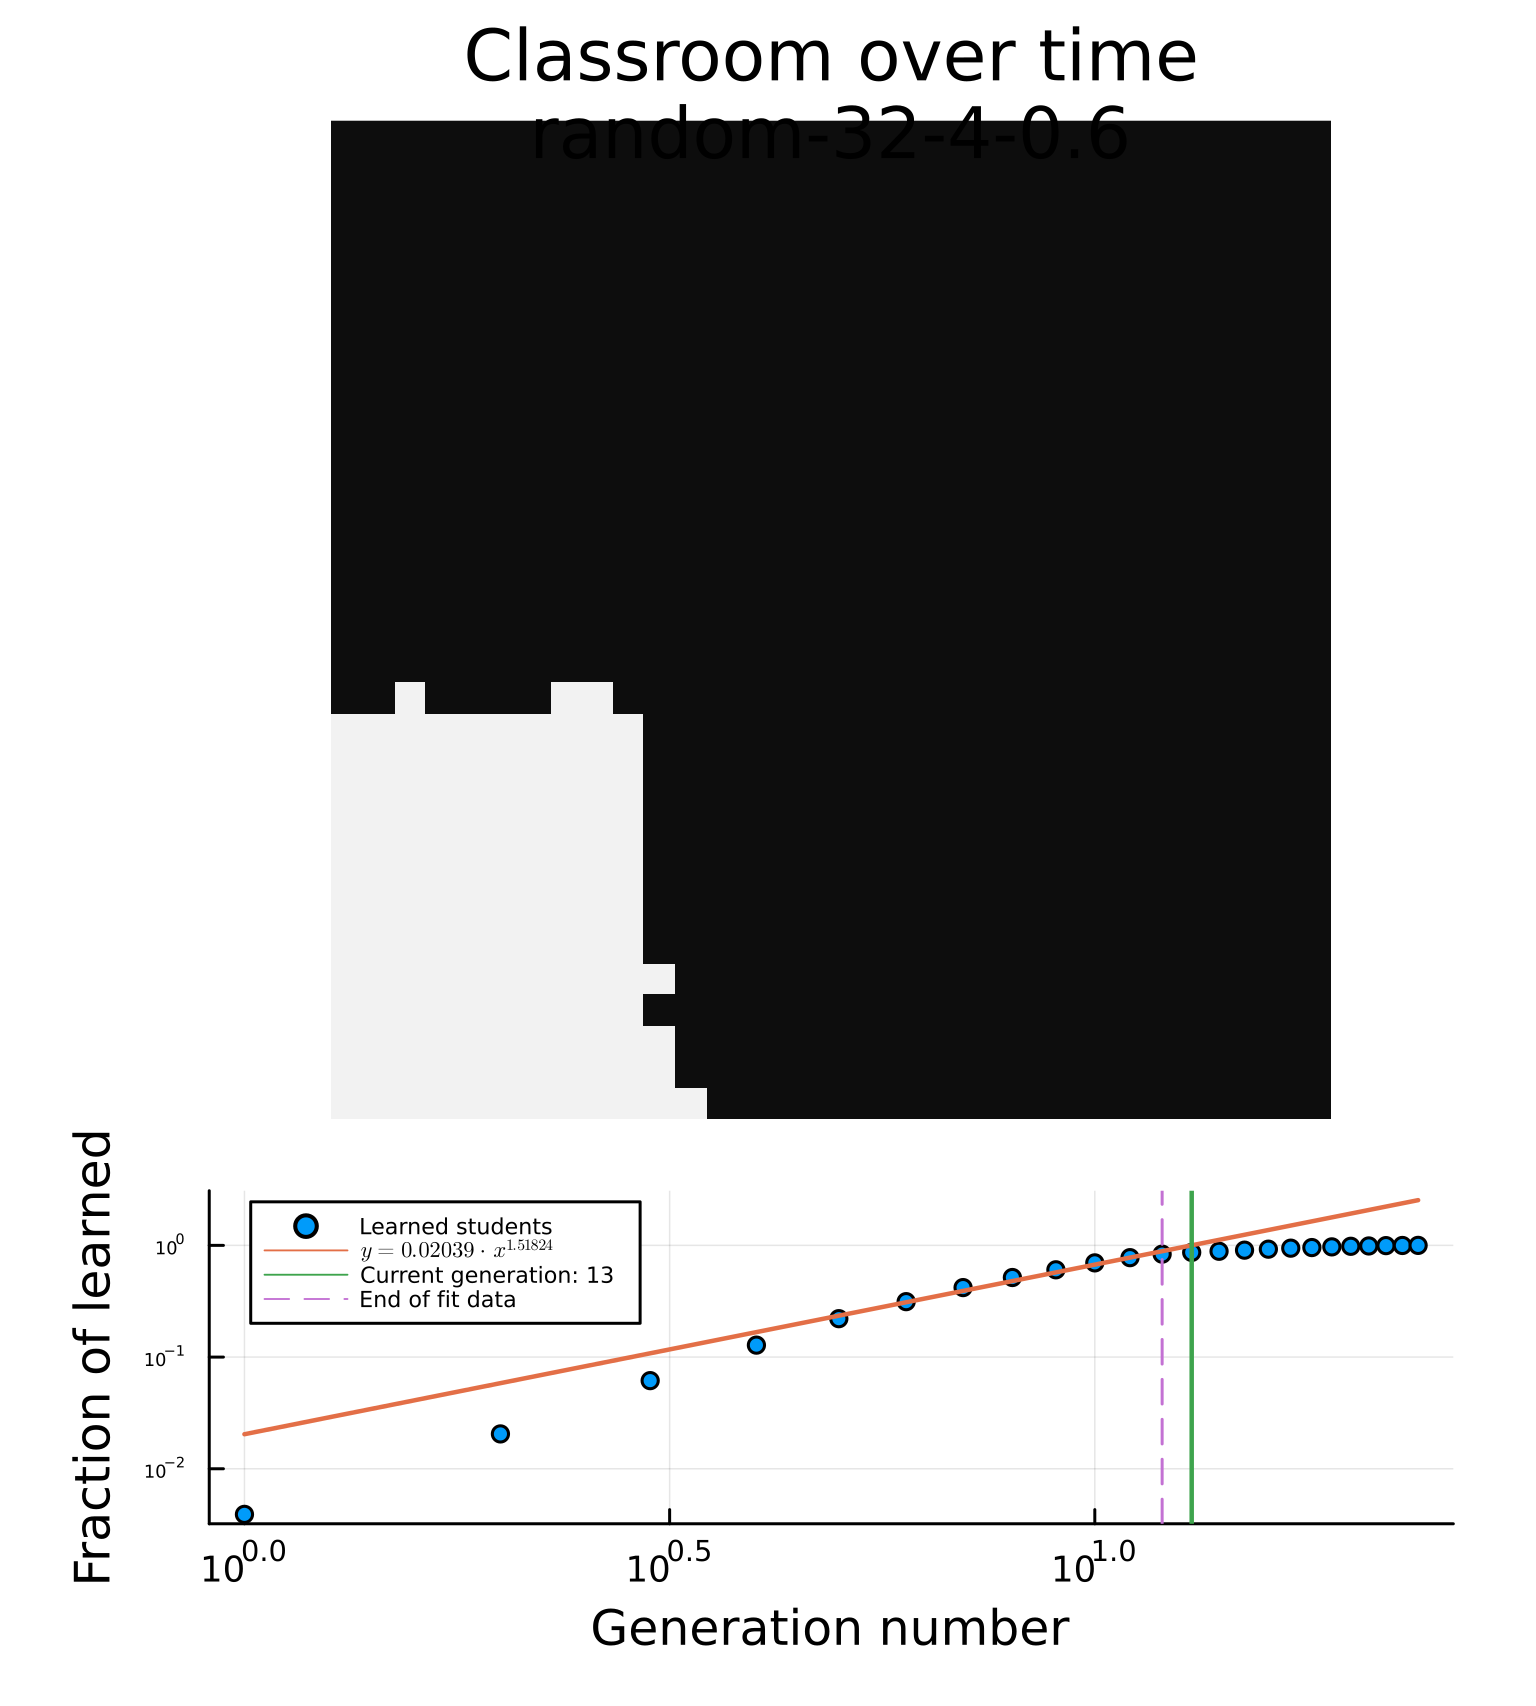 Classroom over time
random-32-4-0.6
Fraction of learned
10⁰
10⁻¹
10⁻²
Learned students
y = 0.02039 · x^1.51824
Current generation: 13
End of fit data
10^0.0
10^0.5
10^1.0
Generation number